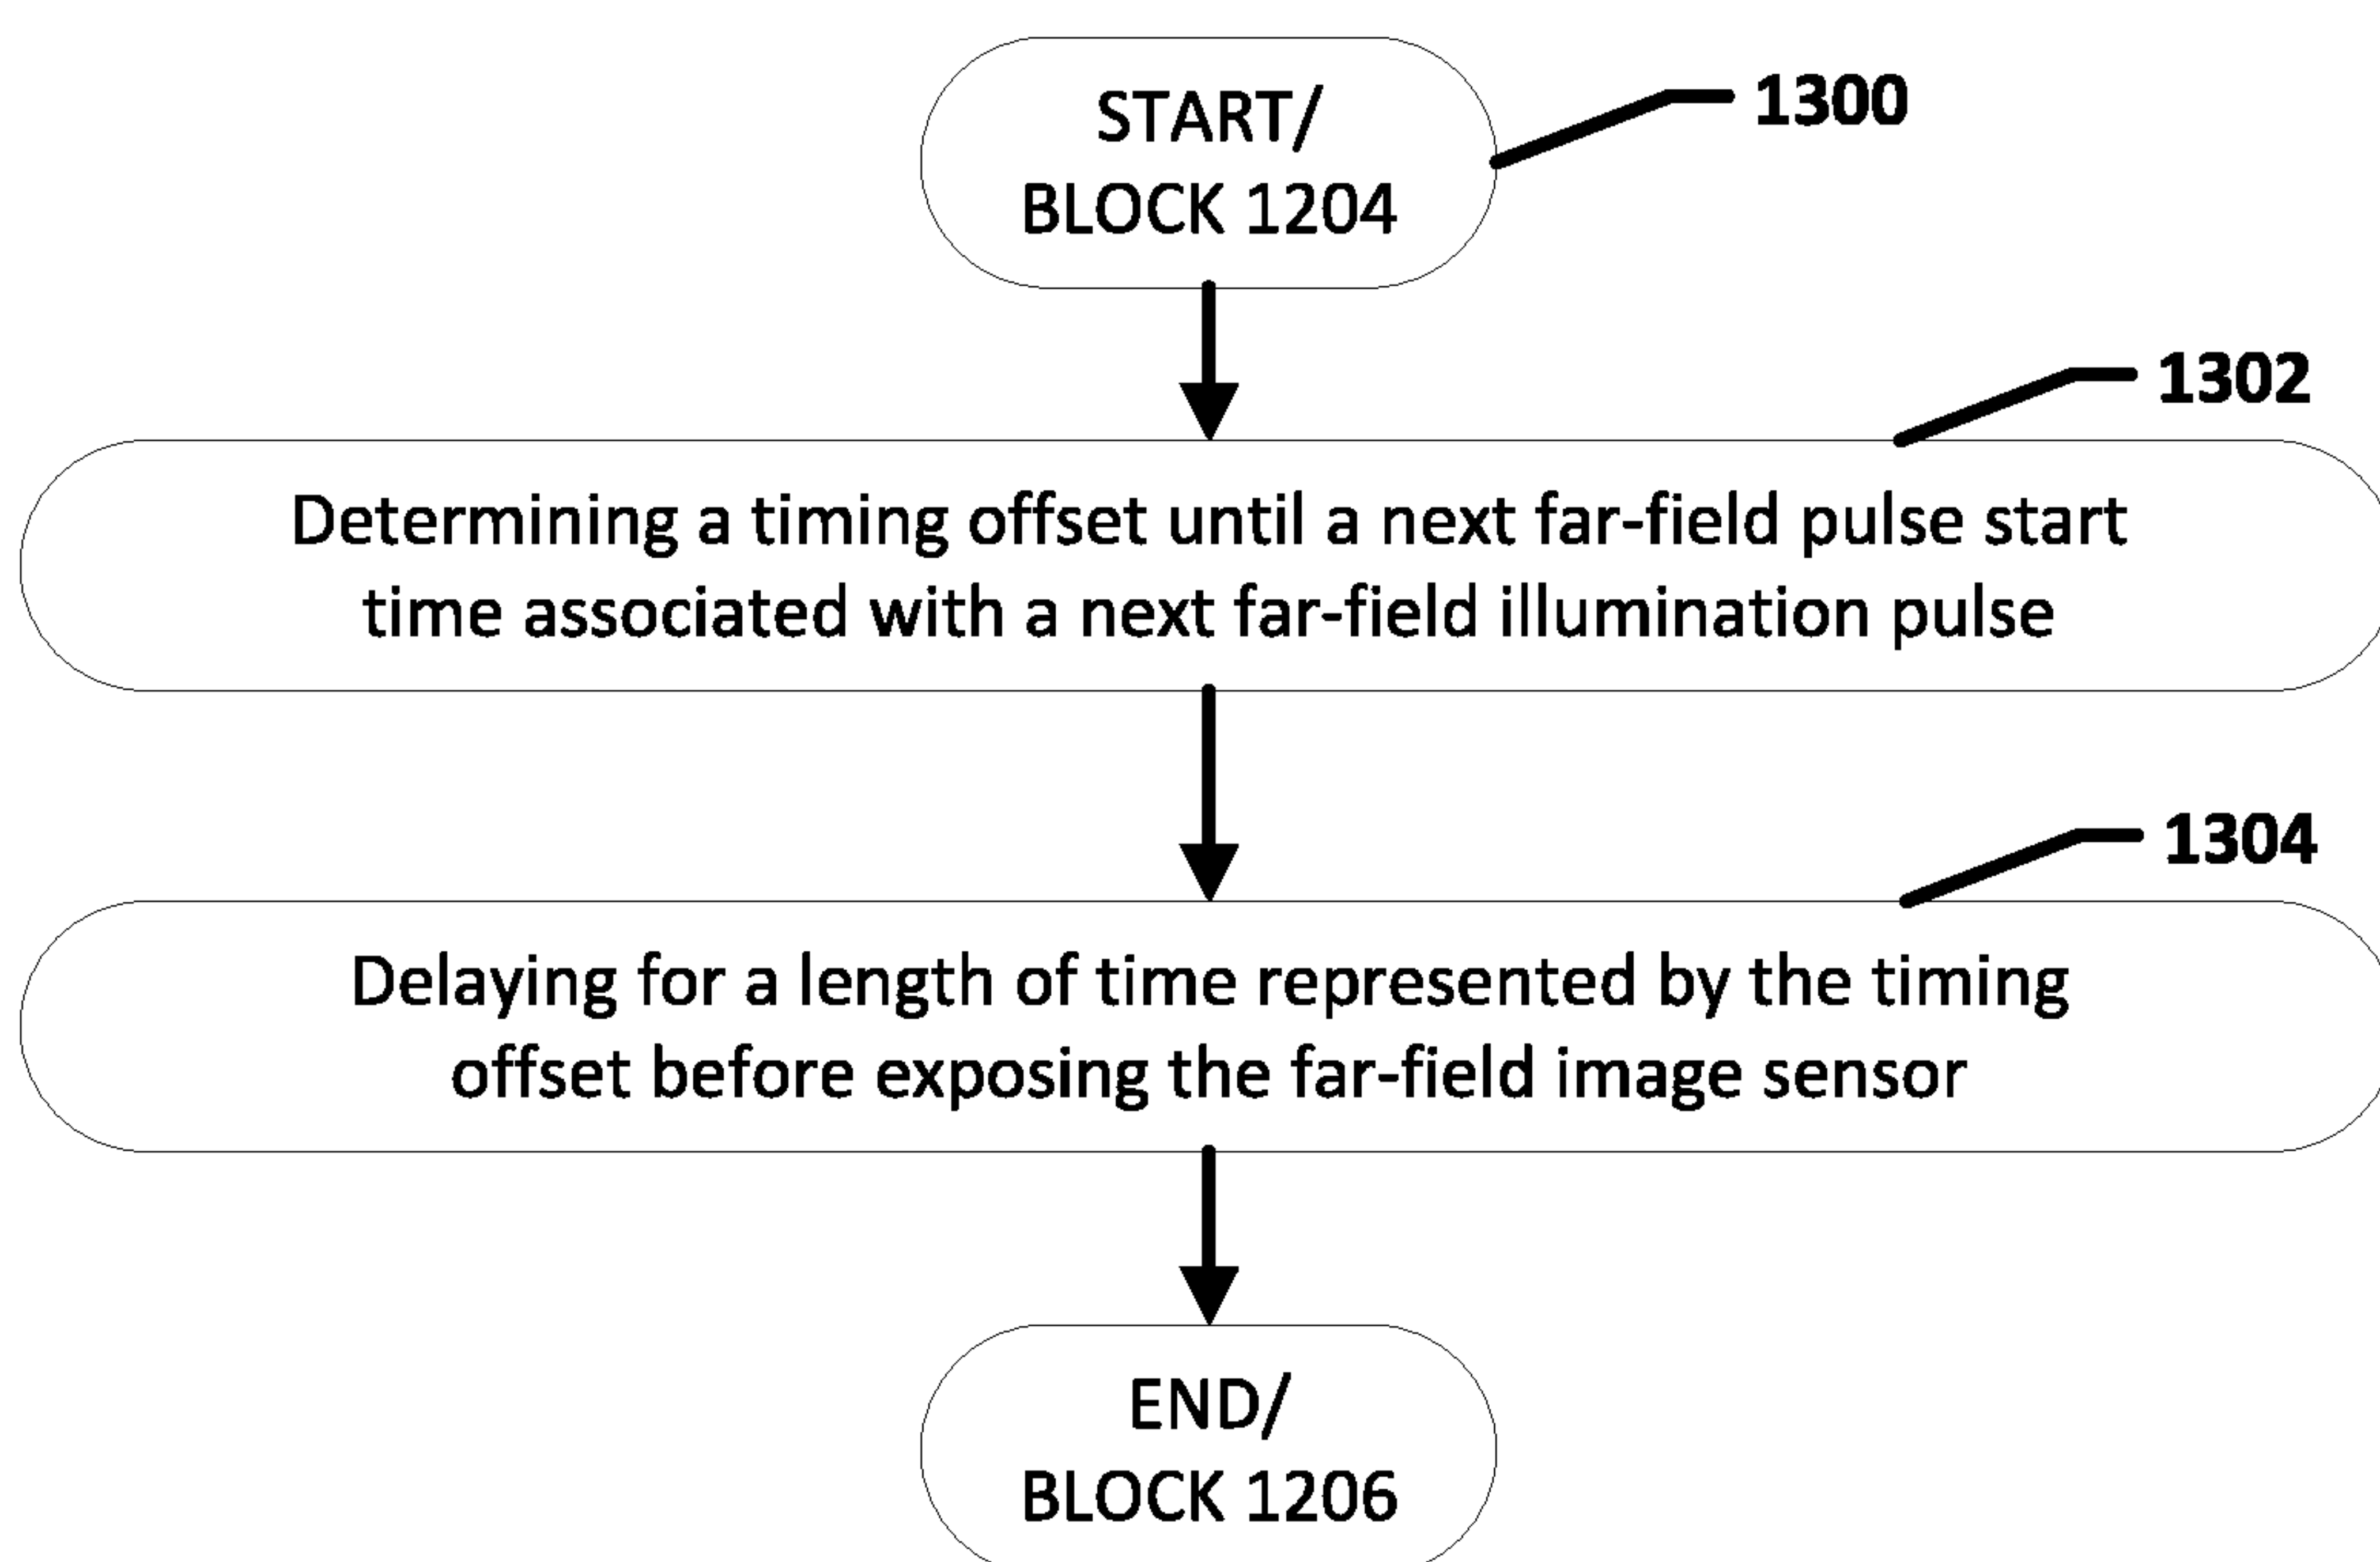 START/
BLOCK 1204
1300
1302
Determining a timing offset until a next far-field pulse start
time associated with a next far-field illumination pulse
1304
Delaying for a length of time represented by the timing
offset before exposing the far-field image sensor
END/
BLOCK 1206